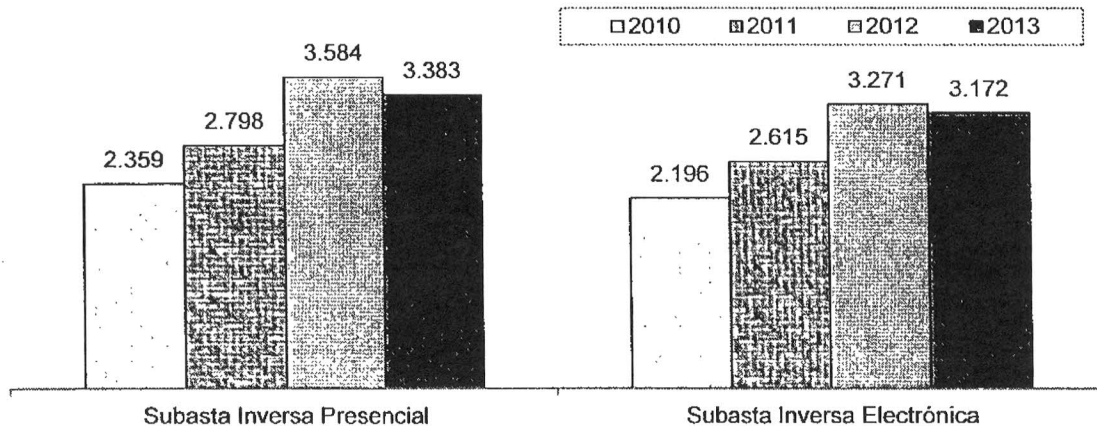 2010 2011 2012 2013
3.584
3.383
2.798
2.359
3.271
3.172
2.615
2.196
Subasta Inversa Presencial
Subasta Inversa Electrónica